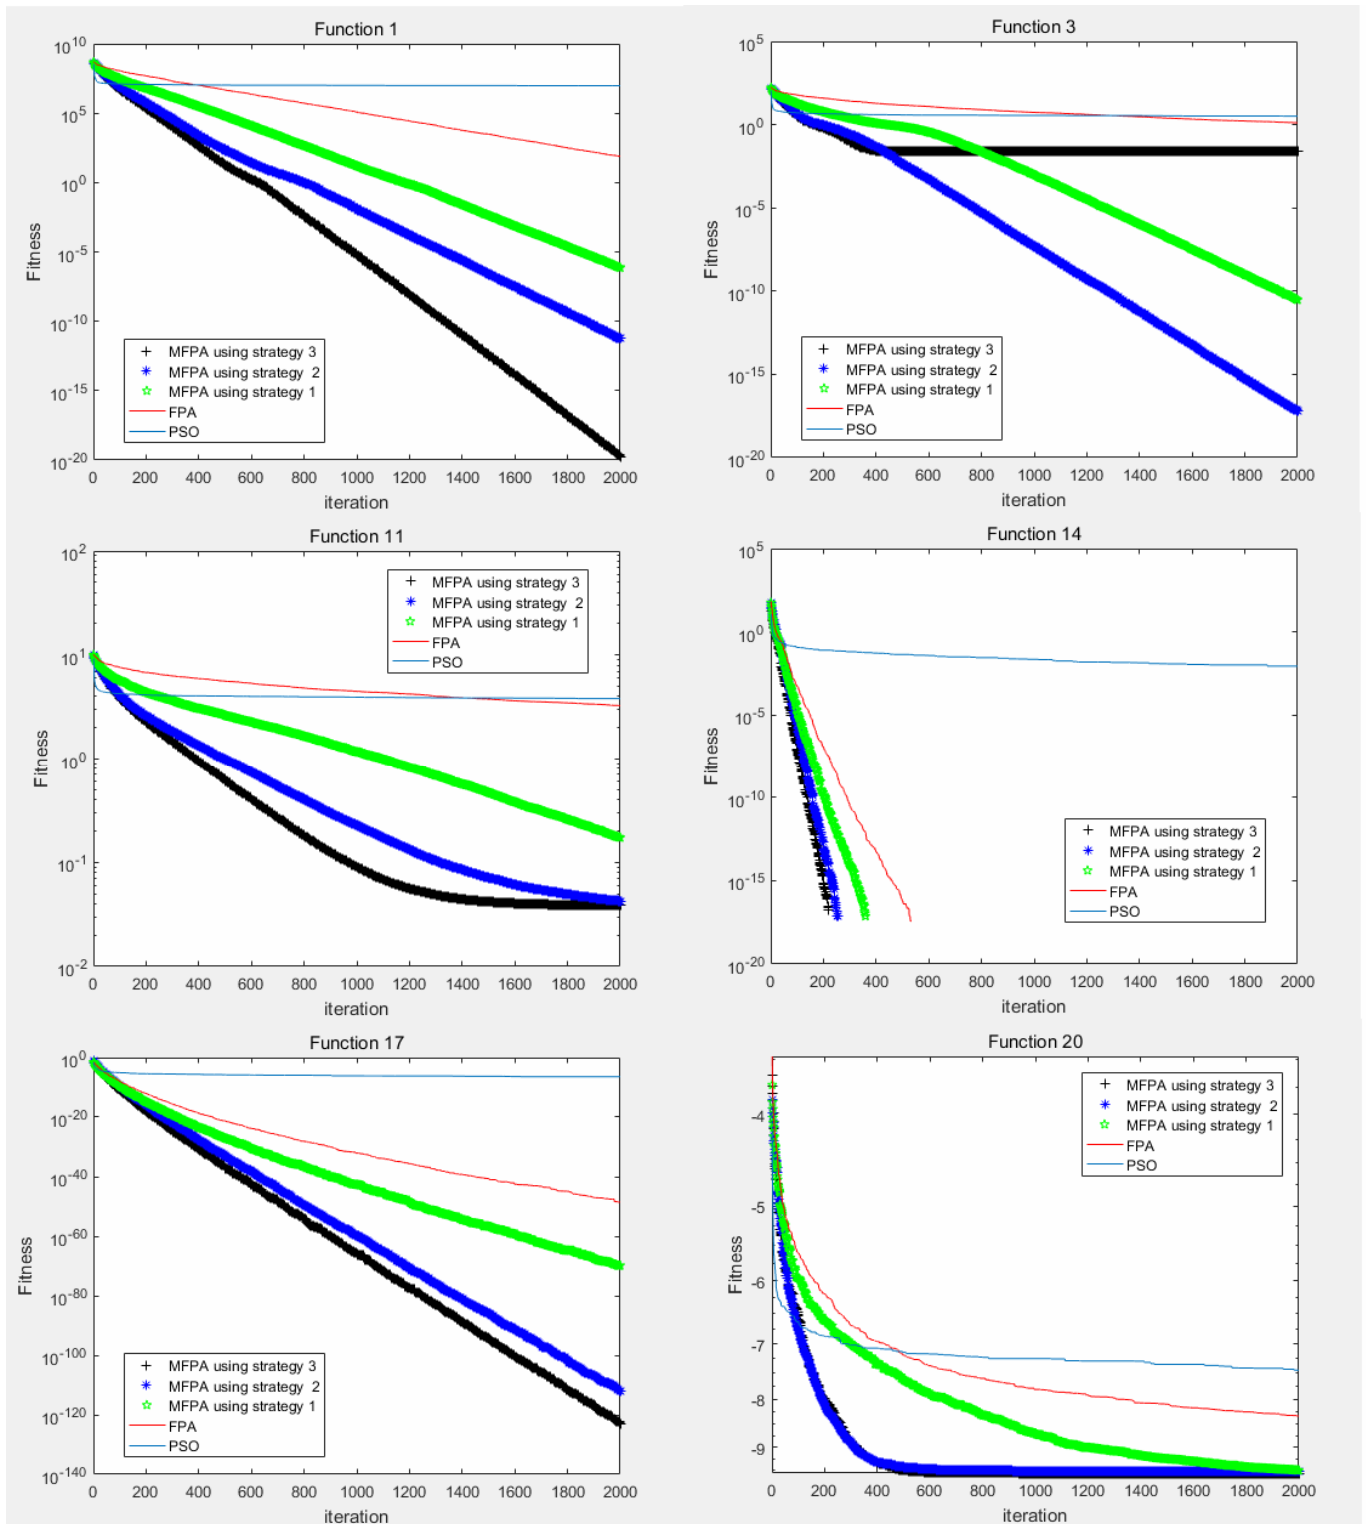 Function 1
10^10
10^5
10^0
10^-5
10^-10
10^-15
10^-20
Fitness
MFPA using strategy 3
MFPA using strategy 2
MFPA using strategy 1
FPA
PSO
0 200 400 600 800 1000 1200 1400 1600 1800 2000
iteration
Function 3
10^5
10^0
10^-5
10^-10
10^-15
10^-20
Fitness
MFPA using strategy 3
MFPA using strategy 2
MFPA using strategy 1
FPA
PSO
0 200 400 600 800 1000 1200 1400 1600 1800 2000
iteration
Function 11
10^2
10^1
10^0
10^-1
10^-2
Fitness
MFPA using strategy 3
MFPA using strategy 2
MFPA using strategy 1
FPA
PSO
0 200 400 600 800 1000 1200 1400 1600 1800 2000
iteration
Function 14
10^5
10^0
10^-5
10^-10
10^-15
10^-20
Fitness
MFPA using strategy 3
MFPA using strategy 2
MFPA using strategy 1
FPA
PSO
0 200 400 600 800 1000 1200 1400 1600 1800 2000
iteration
Function 17
10^0
10^-20
10^-40
10^-60
10^-80
10^-100
10^-120
10^-140
Fitness
MFPA using strategy 3
MFPA using strategy 2
MFPA using strategy 1
FPA
PSO
0 200 400 600 800 1000 1200 1400 1600 1800 2000
iteration
Function 20
-4
-5
-6
-7
-8
-9
Fitness
MFPA using strategy 3
MFPA using strategy 2
MFPA using strategy 1
FPA
PSO
0 200 400 600 800 1000 1200 1400 1600 1800 2000
iteration